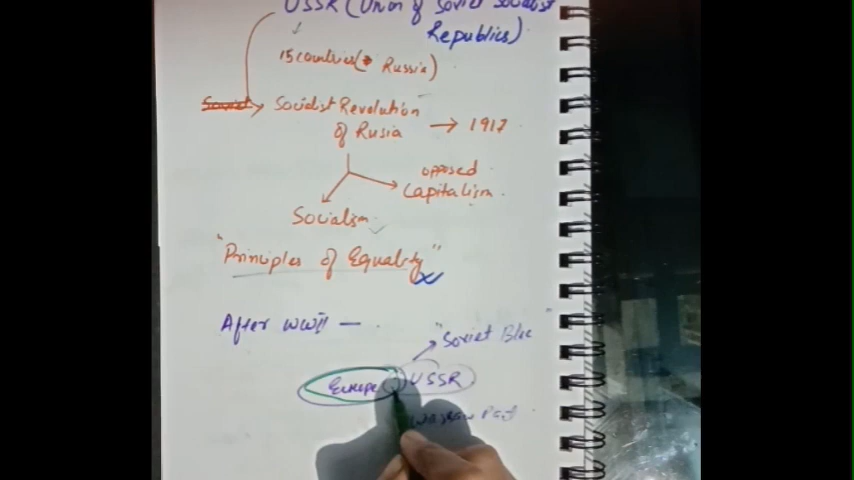 USSR (Union of Soviet Socialist
Republics)
15 countries (Russia)
Soviet
Socialist Revolution
of Rusia → 1917
opposed
Capitalism
Socialism
"Principles of Equality"
After WWII —
"Soviet Bloc"
Europe USSR
Warsaw Pact